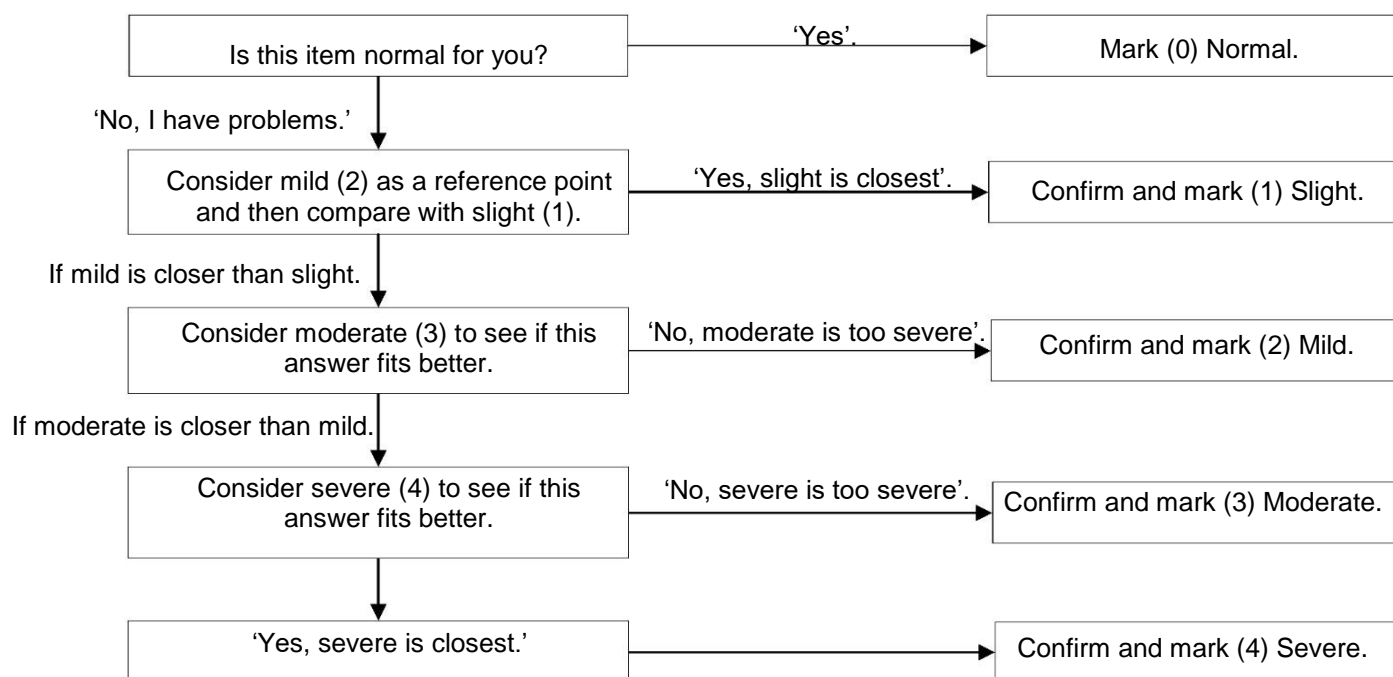 Is this item normal for you?
‘Yes’.
Mark (0) Normal.
‘No, I have problems.’
Consider mild (2) as a reference point
and then compare with slight (1).
‘Yes, slight is closest’.
Confirm and mark (1) Slight.
If mild is closer than slight.
Consider moderate (3) to see if this
answer fits better.
‘No, moderate is too severe’.
Confirm and mark (2) Mild.
If moderate is closer than mild.
Consider severe (4) to see if this
answer fits better.
‘No, severe is too severe’.
Confirm and mark (3) Moderate.
‘Yes, severe is closest.’
Confirm and mark (4) Severe.